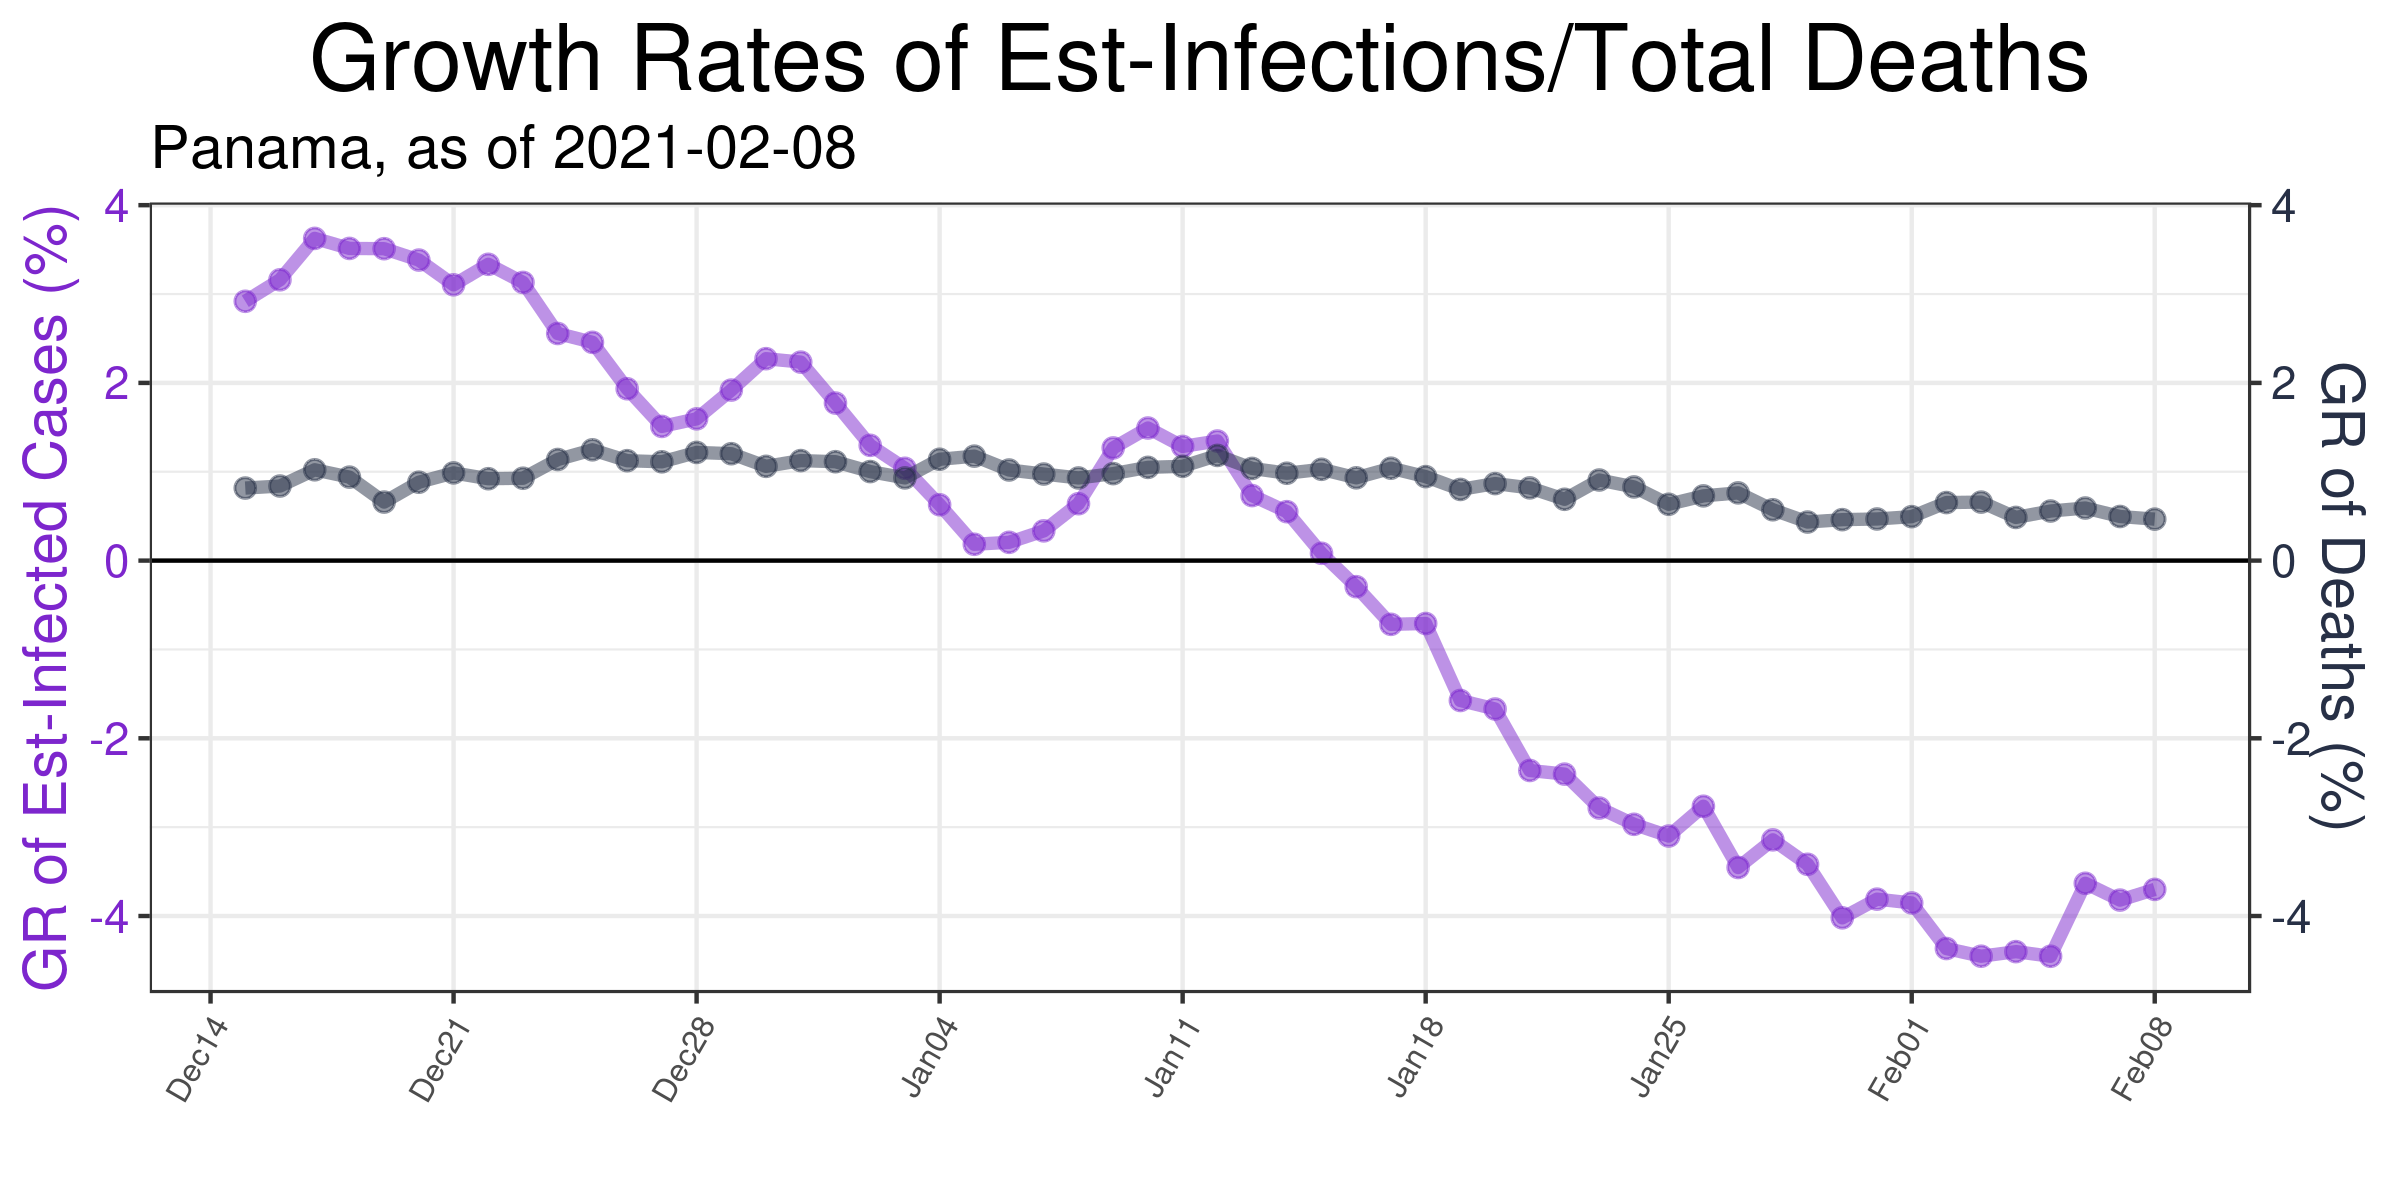 Growth Rates of Est-Infections/Total Deaths
Panama, as of 2021-02-08
GR of Est-Infected Cases (%)
4
2
0
-2
-4
4
2
0
-2
-4
GR of Deaths (%)
Dec14
Dec21
Dec28
Jan04
Jan11
Jan18
Jan25
Feb01
Feb08